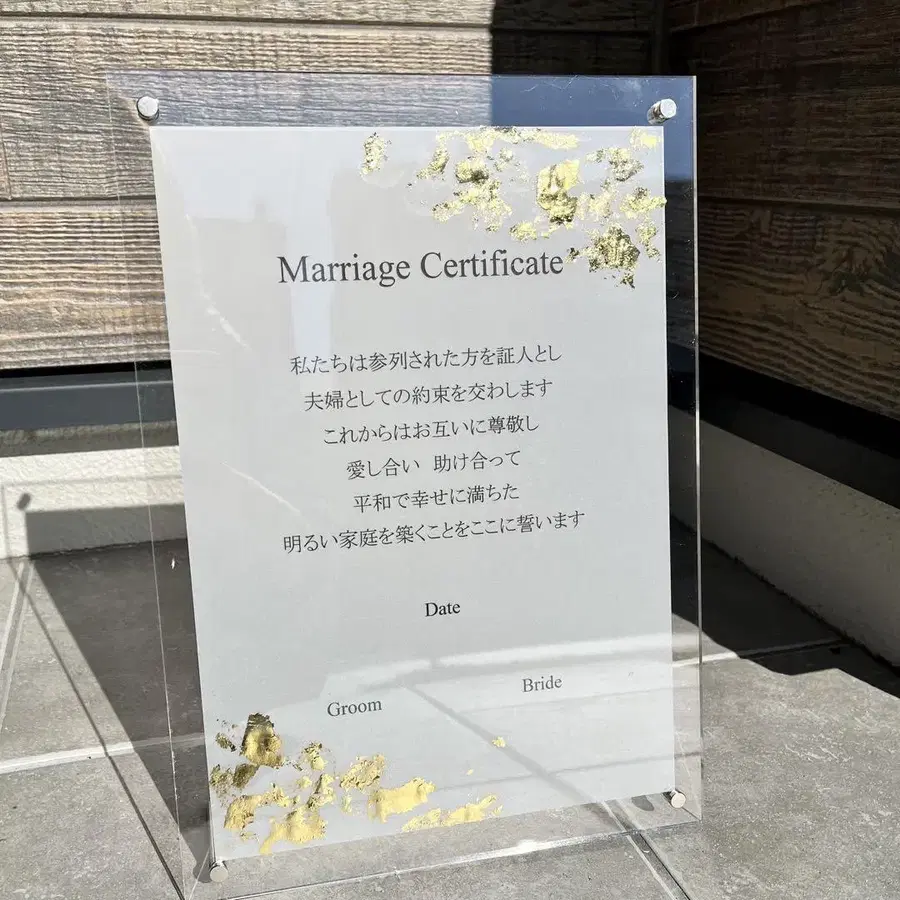 Marriage Certificate
私たちは参列された方を証人とし
夫婦としての約束を交わします
これからはお互いに尊敬し
愛し合い 助け合って
平和で幸せに満ちた
明るい家庭を築くことをここに誓います
Date
Groom
Bride